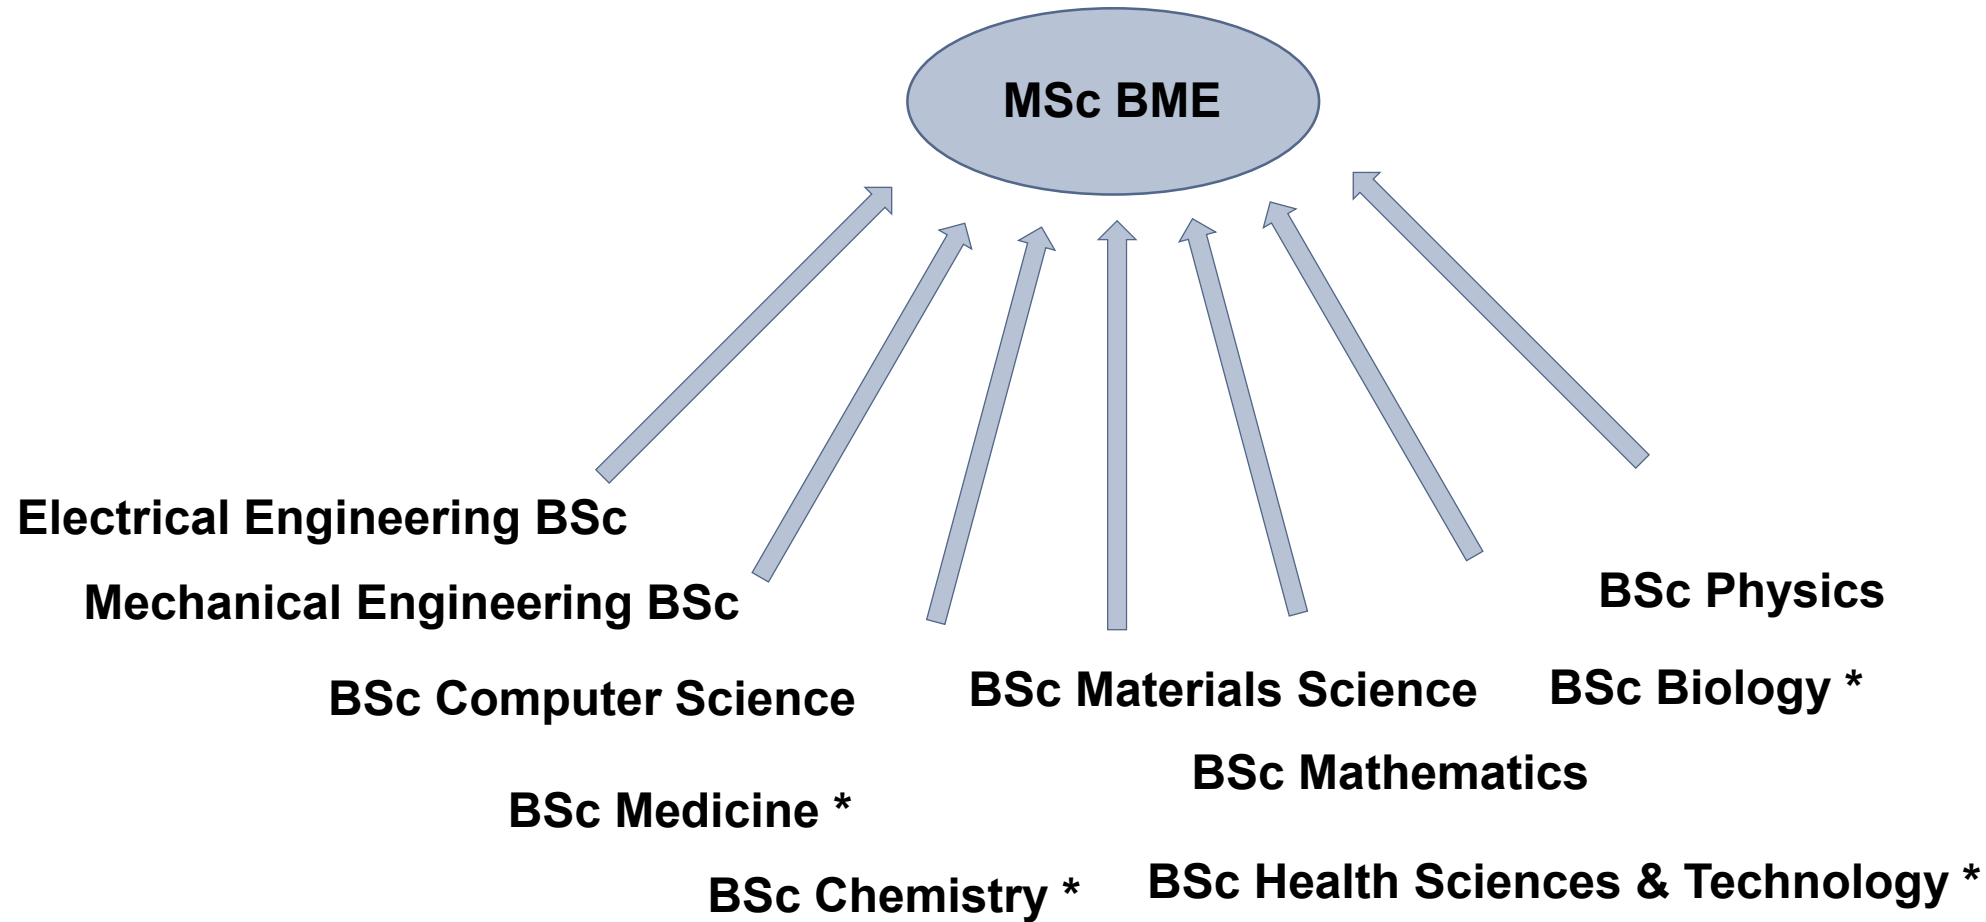 MSc BME
Electrical Engineering BSc
Mechanical Engineering BSc
BSc Physics
BSc Computer Science
BSc Materials Science
BSc Biology *
BSc Mathematics
BSc Medicine *
BSc Chemistry *
BSc Health Sciences & Technology *